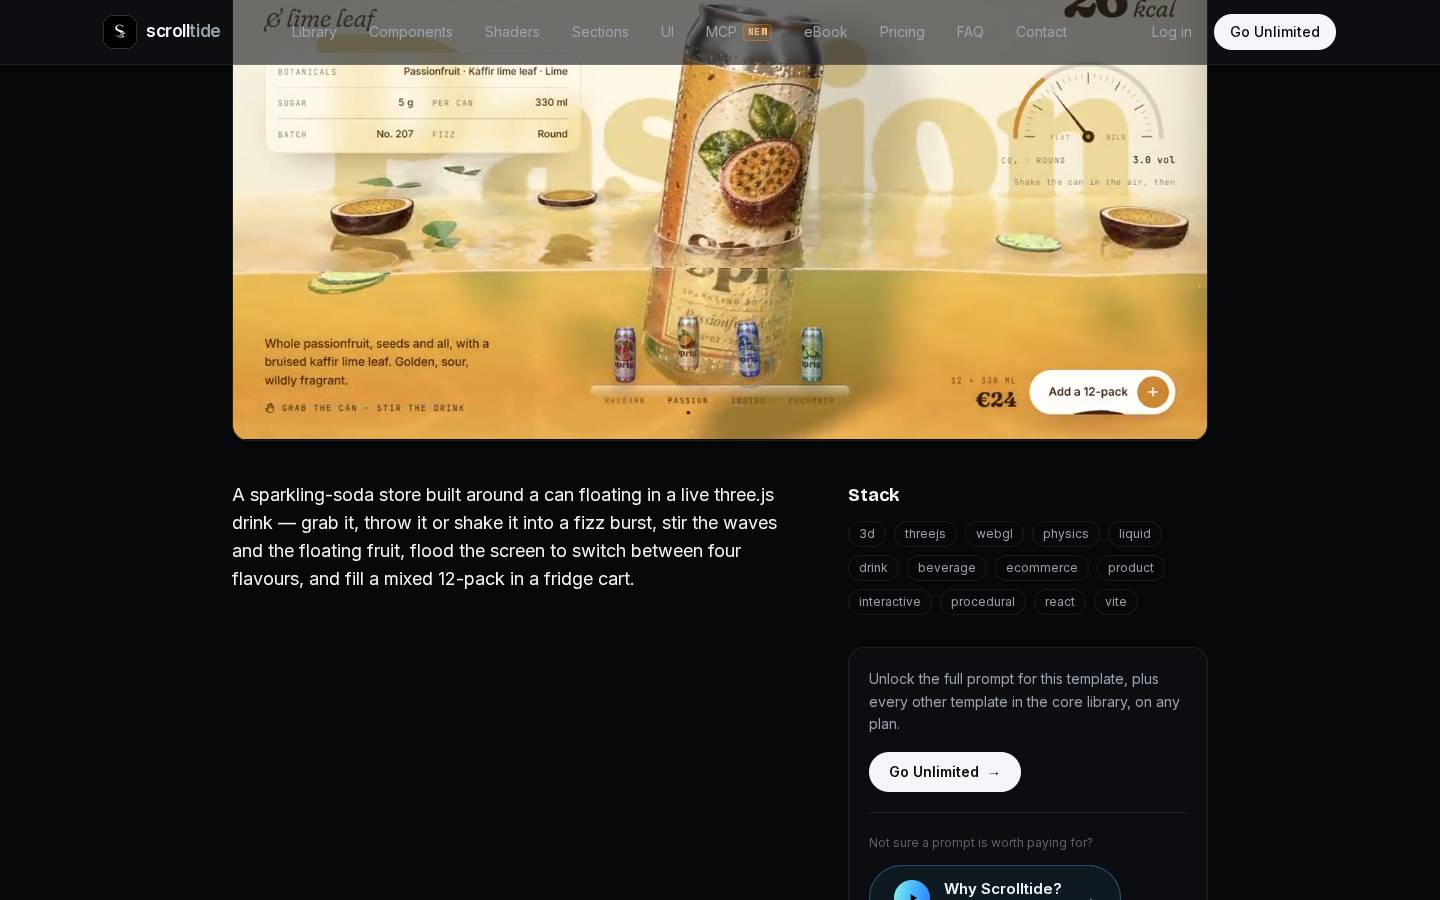 scrolltide
Library
Components
Shaders
Sections
UI
MCP NEW
eBook
Pricing
FAQ
Contact
Log in
Go Unlimited
& lime leaf
26 kcal
Passion
BOTANICALS Passionfruit · Kaffir lime leaf · Lime
SUGAR 5 g PER CAN 330 ml
BATCH No. 207 FIZZ Round
FLAT WILD
CO₂ · ROUND 3.0 vol
Shake the can in the air, then
Whole passionfruit, seeds and all, with a
bruised kaffir lime leaf. Golden, sour,
wildly fragrant.
GRAB THE CAN · STIR THE DRINK
RHUBARB PASSION INDIGO CUCUMBER
12 × 330 ML
€24
Add a 12-pack +
A sparkling-soda store built around a can floating in a live three.js
drink — grab it, throw it or shake it into a fizz burst, stir the waves
and the floating fruit, flood the screen to switch between four
flavours, and fill a mixed 12-pack in a fridge cart.
Stack
3d threejs webgl physics liquid
drink beverage ecommerce product
interactive procedural react vite
Unlock the full prompt for this template, plus
every other template in the core library, on any
plan.
Go Unlimited →
Not sure a prompt is worth paying for?
Why Scrolltide?